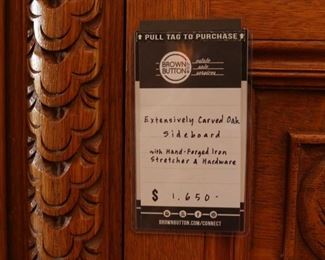 PULL TAG TO PURCHASE
BROWN
BUTTON
estate
sale
services
Extensively Carved Oak
Sideboard
with Hand-Forged Iron
Stretcher & Hardware
$ 1,650-
BROWNBUTTON.COM/CONNECT